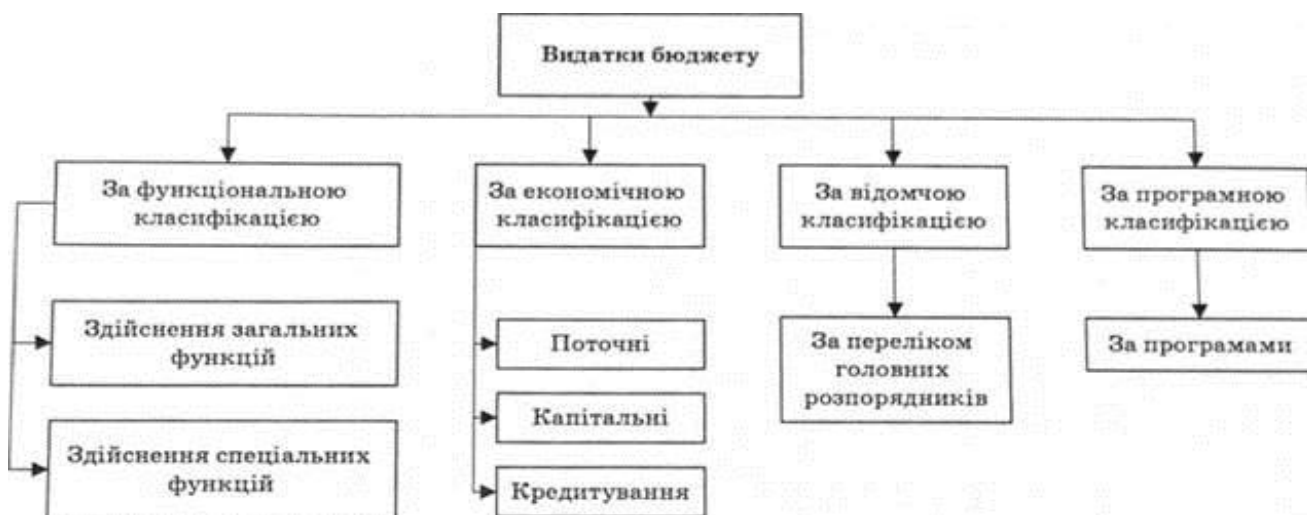 Видатки бюджету
За функціональною
класифікацією
За економічною
класифікацією
За відомчою
класифікацією
За програмною
класифікацією
Здійснення загальних
функцій
Здійснення спеціальних
функцій
Поточні
Капітальні
Кредитування
За переліком
головних
розпорядників
За програмами